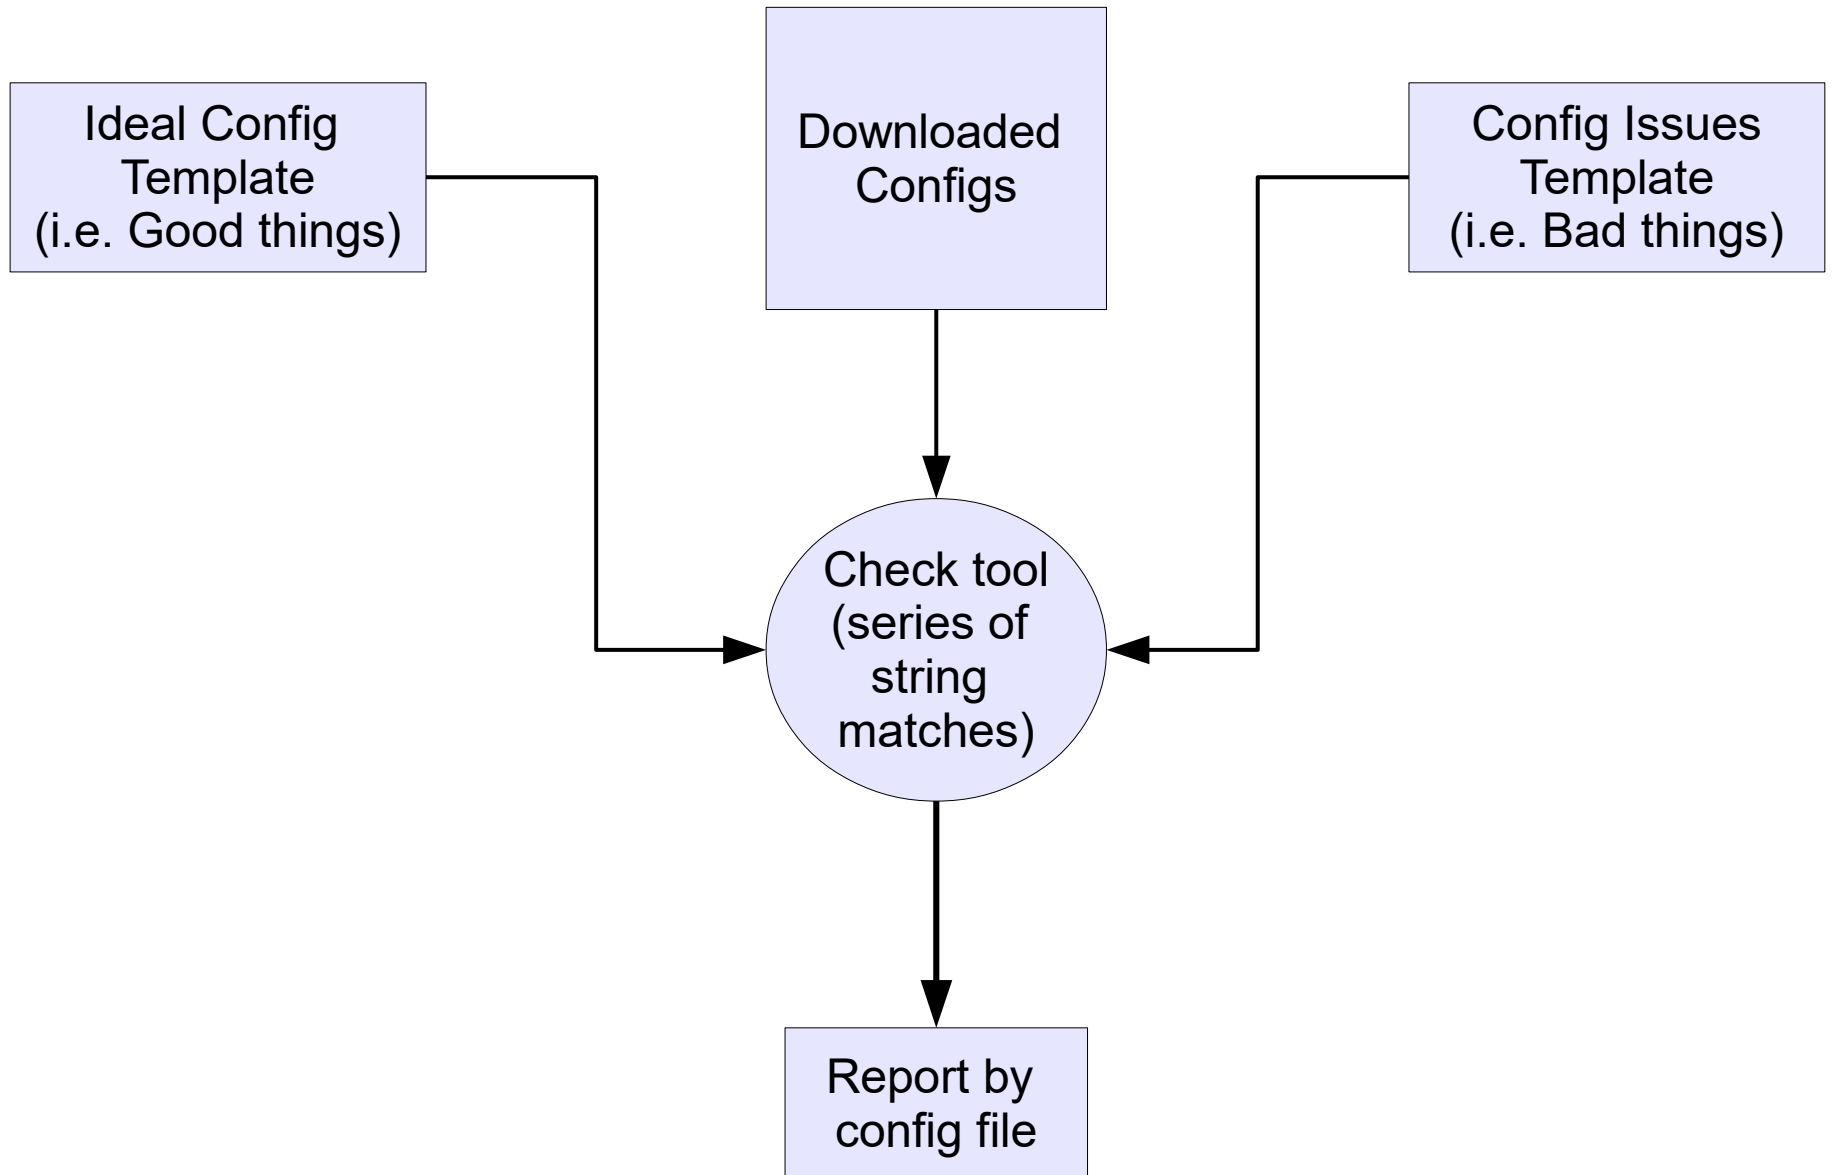 Ideal Config
Template
(i.e. Good things)
Downloaded
Configs
Config Issues
Template
(i.e. Bad things)
Check tool
(series of
string
matches)
Report by
config file